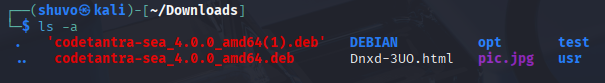 ┌──(shuvo㉿kali)-[~/Downloads]
└─$ ls -a
.   'codetantra-sea_4.0.0_amd64(1).deb'   DEBIAN   opt   test
..   codetantra-sea_4.0.0_amd64.deb   Dnxd-3UO.html   pic.jpg   usr